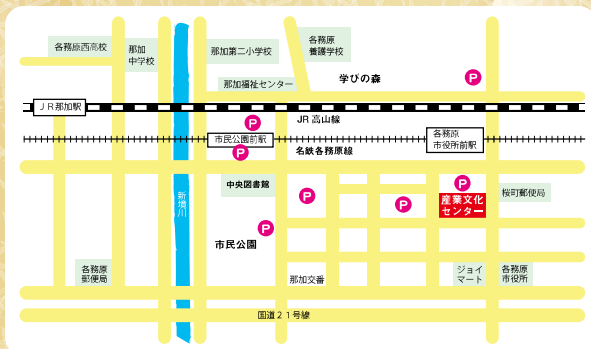 各務原西高校
那加
中学校
那加第二小学校
各務原
養護学校
那加福祉センター
学びの森
P
JR那加駅
JR高山線
P
市民公園前駅
各務原
市役所前駅
P
名鉄各務原線
中央図書館
P
P
P
産業文化
センター
桜町郵便局
新境川
P
市民公園
各務原
郵便局
那加交番
ジョイ
マート
各務原
市役所
国道21号線